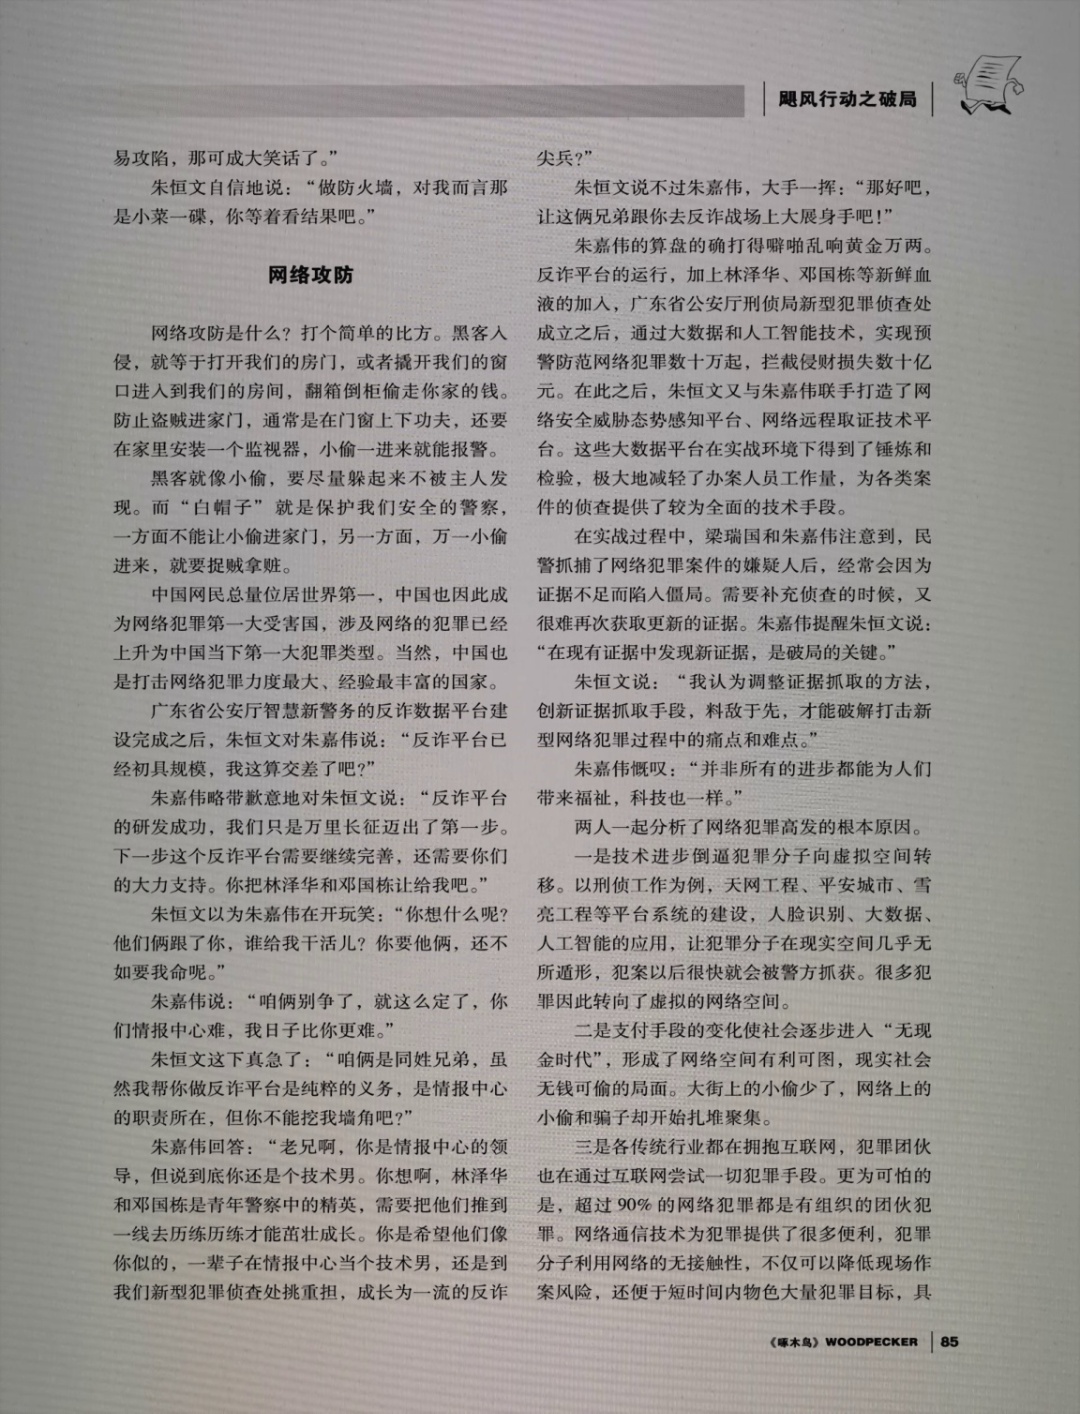 飓风行动之破局
易攻陷，那可成大笑话了。”
朱恒文自信地说：“做防火墙，对我而言那
是小菜一碟，你等着看结果吧。”
网络攻防
网络攻防是什么？打个简单的比方。黑客入
侵，就等于打开我们的房门，或者撬开我们的窗
口进入到我们的房间，翻箱倒柜偷走你家的钱。
防止盗贼进家门，通常是在门窗上下功夫，还要
在家里安装一个监视器，小偷一进来就能报警。
黑客就像小偷，要尽量躲起来不被主人发
现。而“白帽子”就是保护我们安全的警察，
一方面不能让小偷进家门，另一方面，万一小偷
进来，就要捉贼拿赃。
中国网民总量位居世界第一，中国也因此成
为网络犯罪第一大受害国，涉及网络的犯罪已经
上升为中国当下第一大犯罪类型。当然，中国也
是打击网络犯罪力度最大、经验最丰富的国家。
广东省公安厅智慧新警务的反诈数据平台建
设完成之后，朱恒文对朱嘉伟说：“反诈平台已
经初具规模，我这算交差了吧？”
朱嘉伟略带歉意地对朱恒文说：“反诈平台
的研发成功，我们只是万里长征迈出了第一步。
下一步这个反诈平台需要继续完善，还需要你们
的大力支持。你把林泽华和邓国栋让给我吧。”
朱恒文以为朱嘉伟在开玩笑：“你想什么呢？
他们俩跟了你，谁给我干活儿？你要他俩，还不
如要我命呢。”
朱嘉伟说：“咱俩别争了，就这么定了，你
们情报中心难，我日子比你更难。”
朱恒文这下真急了：“咱俩是同姓兄弟，虽
然我帮你做反诈平台是纯粹的义务，是情报中心
的职责所在，但你不能挖我墙角吧？”
朱嘉伟回答：“老兄啊，你是情报中心的领
导，但说到底你还是个技术男。你想啊，林泽华
和邓国栋是青年警察中的精英，需要把他们推到
一线去历练历练才能茁壮成长。你是希望他们像
你似的，一辈子在情报中心当个技术男，还是到
我们新型犯罪侦查处挑重担，成长为一流的反诈
尖兵？”
朱恒文说不过朱嘉伟，大手一挥：“那好吧，
让这俩兄弟跟你去反诈战场上大展身手吧！”
朱嘉伟的算盘的确打得噼啪乱响黄金万两。
反诈平台的运行，加上林泽华、邓国栋等新鲜血
液的加入，广东省公安厅刑侦局新型犯罪侦查处
成立之后，通过大数据和人工智能技术，实现预
警防范网络犯罪数十万起，拦截侵财损失数十亿
元。在此之后，朱恒文又与朱嘉伟联手打造了网
络安全威胁态势感知平台、网络远程取证技术平
台。这些大数据平台在实战环境下得到了锤炼和
检验，极大地减轻了办案人员工作量，为各类案
件的侦查提供了较为全面的技术手段。
在实战过程中，梁瑞国和朱嘉伟注意到，民
警抓捕了网络犯罪案件的嫌疑人后，经常会因为
证据不足而陷入僵局。需要补充侦查的时候，又
很难再次获取更新的证据。朱嘉伟提醒朱恒文说：
“在现有证据中发现新证据，是破局的关键。”
朱恒文说：“我认为调整证据抓取的方法，
创新证据抓取手段，料敌于先，才能破解打击新
型网络犯罪过程中的痛点和难点。”
朱嘉伟慨叹：“并非所有的进步都能为人们
带来福祉，科技也一样。”
两人一起分析了网络犯罪高发的根本原因。
一是技术进步倒逼犯罪分子向虚拟空间转
移。以刑侦工作为例，天网工程、平安城市、雪
亮工程等平台系统的建设，人脸识别、大数据、
人工智能的应用，让犯罪分子在现实空间几乎无
所遁形，犯案以后很快就会被警方抓获。很多犯
罪因此转向了虚拟的网络空间。
二是支付手段的变化使社会逐步进入“无现
金时代”，形成了网络空间有利可图，现实社会
无钱可偷的局面。大街上的小偷少了，网络上的
小偷和骗子却开始扎堆聚集。
三是各传统行业都在拥抱互联网，犯罪团伙
也在通过互联网尝试一切犯罪手段。更为可怕的
是，超过90%的网络犯罪都是有组织的团伙犯
罪。网络通信技术为犯罪提供了很多便利，犯罪
分子利用网络的无接触性，不仅可以降低现场作
案风险，还便于短时间内物色大量犯罪目标，具
《啄木鸟》WOODPECKER 85